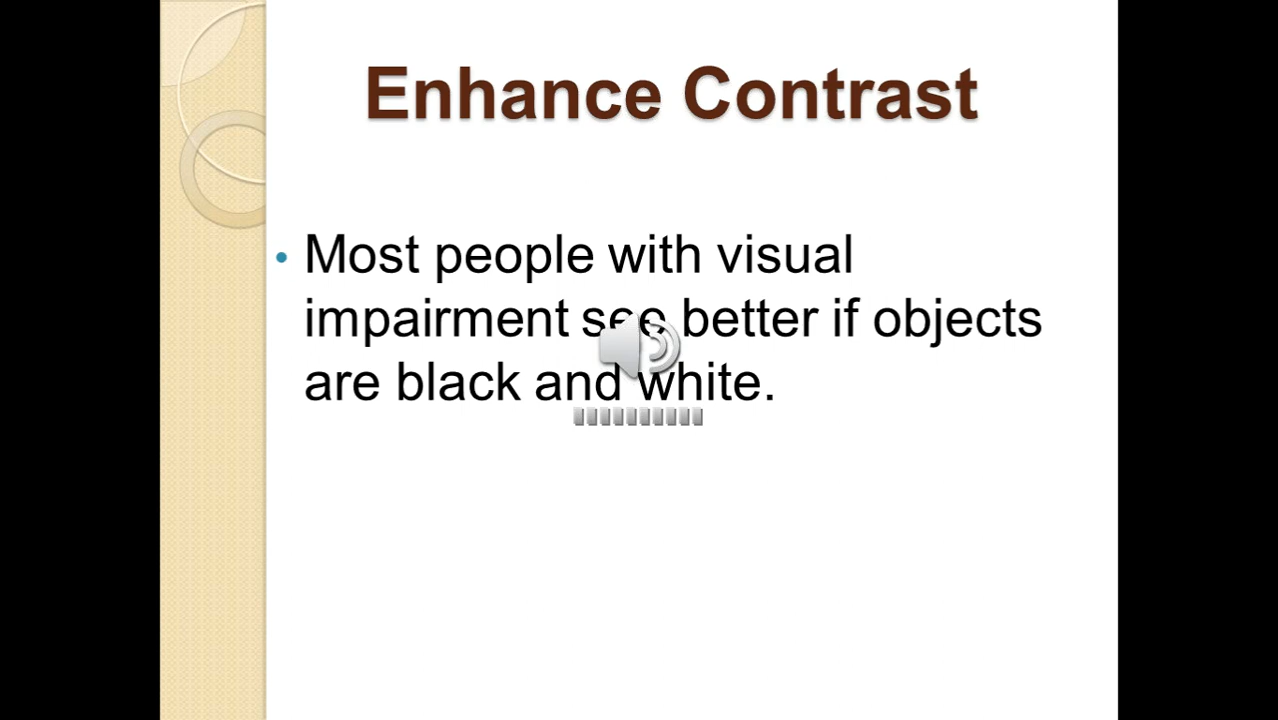 Enhance Contrast
• Most people with visual
impairment see better if objects
are black and white.